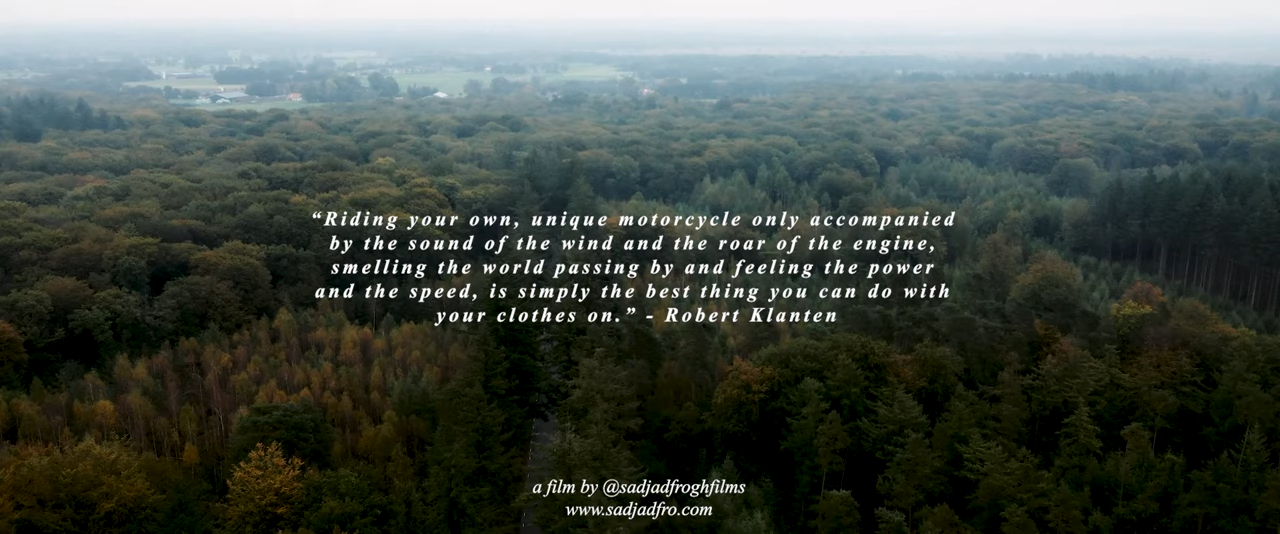 “Riding your own, unique motorcycle only accompanied
by the sound of the wind and the roar of the engine,
smelling the world passing by and feeling the power
and the speed, is simply the best thing you can do with
your clothes on.” - Robert Klanten
a film by @sadjadfroghfilms
www.sadjadfro.com